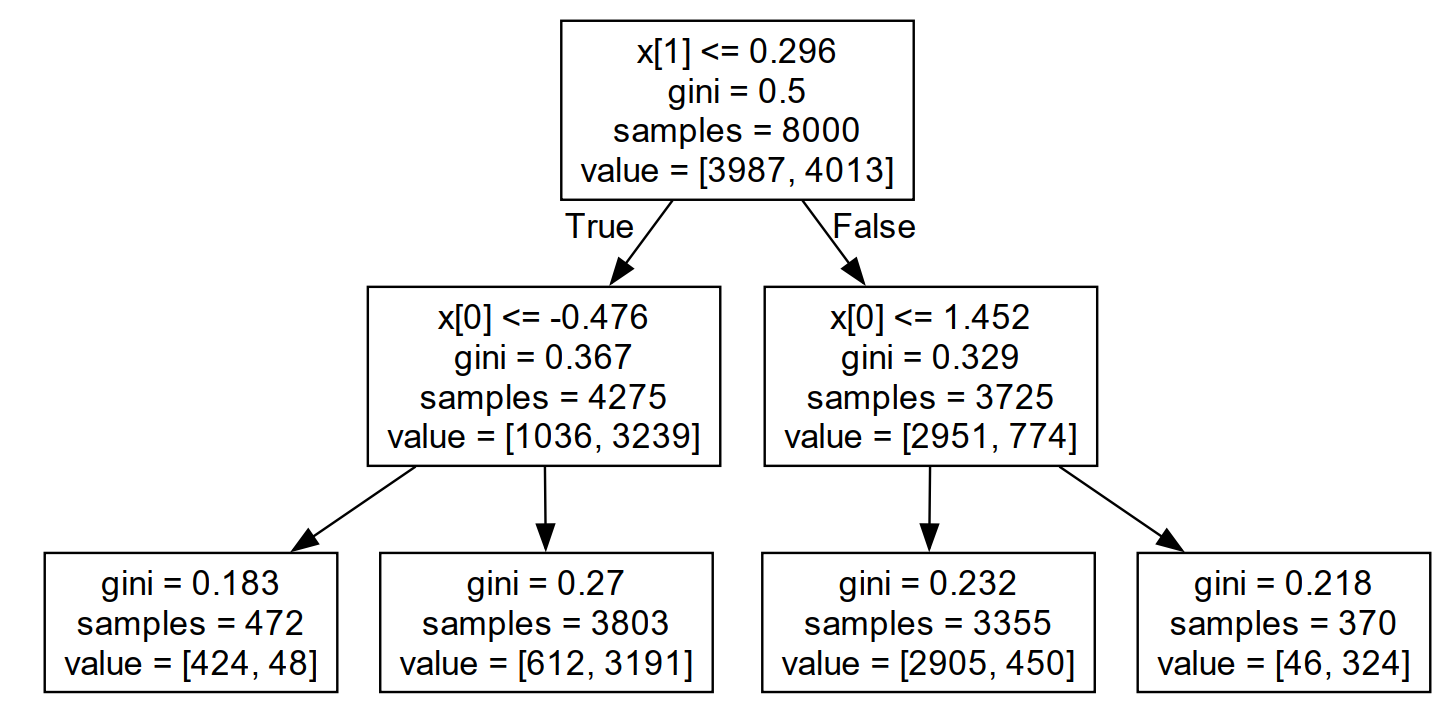 x[1] <= 0.296
gini = 0.5
samples = 8000
value = [3987, 4013]
True
False
x[0] <= -0.476
gini = 0.367
samples = 4275
value = [1036, 3239]
x[0] <= 1.452
gini = 0.329
samples = 3725
value = [2951, 774]
gini = 0.183
samples = 472
value = [424, 48]
gini = 0.27
samples = 3803
value = [612, 3191]
gini = 0.232
samples = 3355
value = [2905, 450]
gini = 0.218
samples = 370
value = [46, 324]